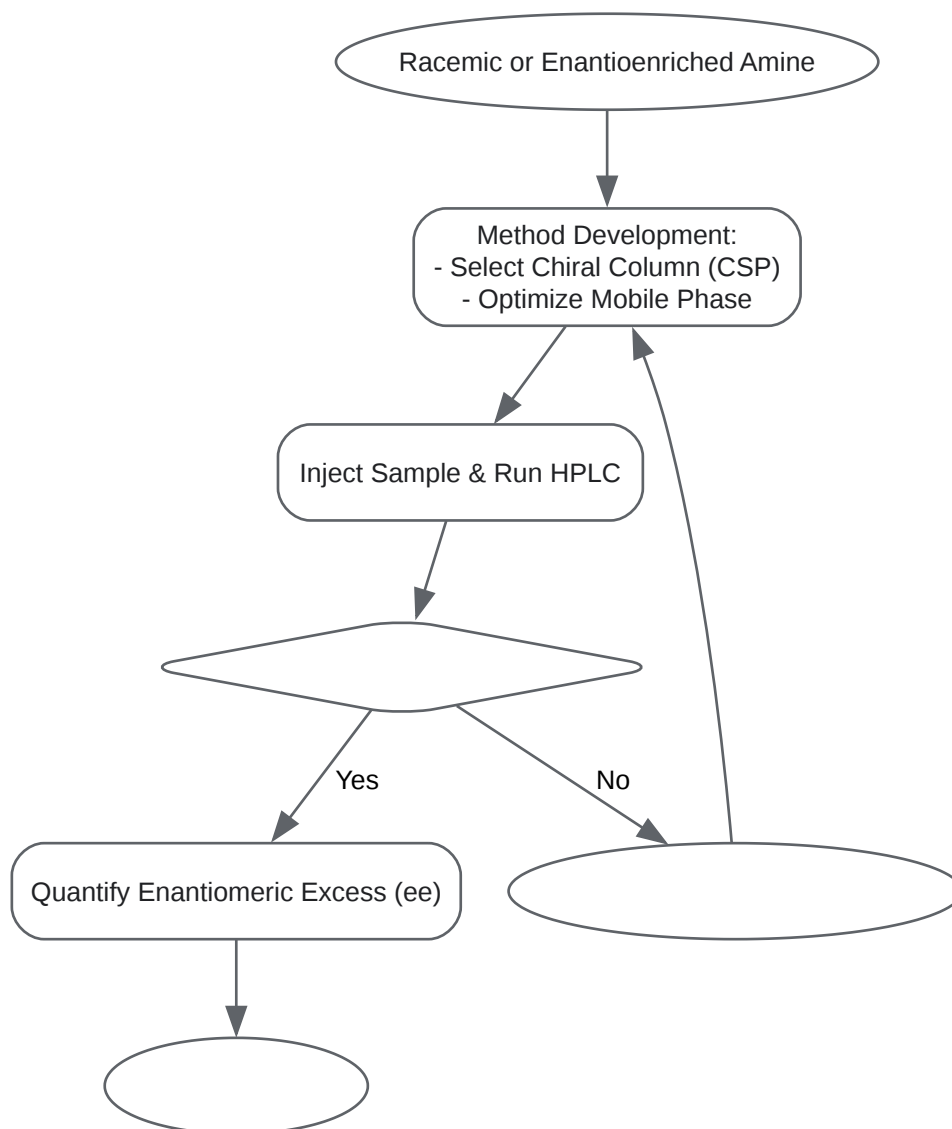 Racemic or Enantioenriched Amine
Method Development:
- Select Chiral Column (CSP)
- Optimize Mobile Phase
Inject Sample & Run HPLC
Yes
No
Quantify Enantiomeric Excess (ee)